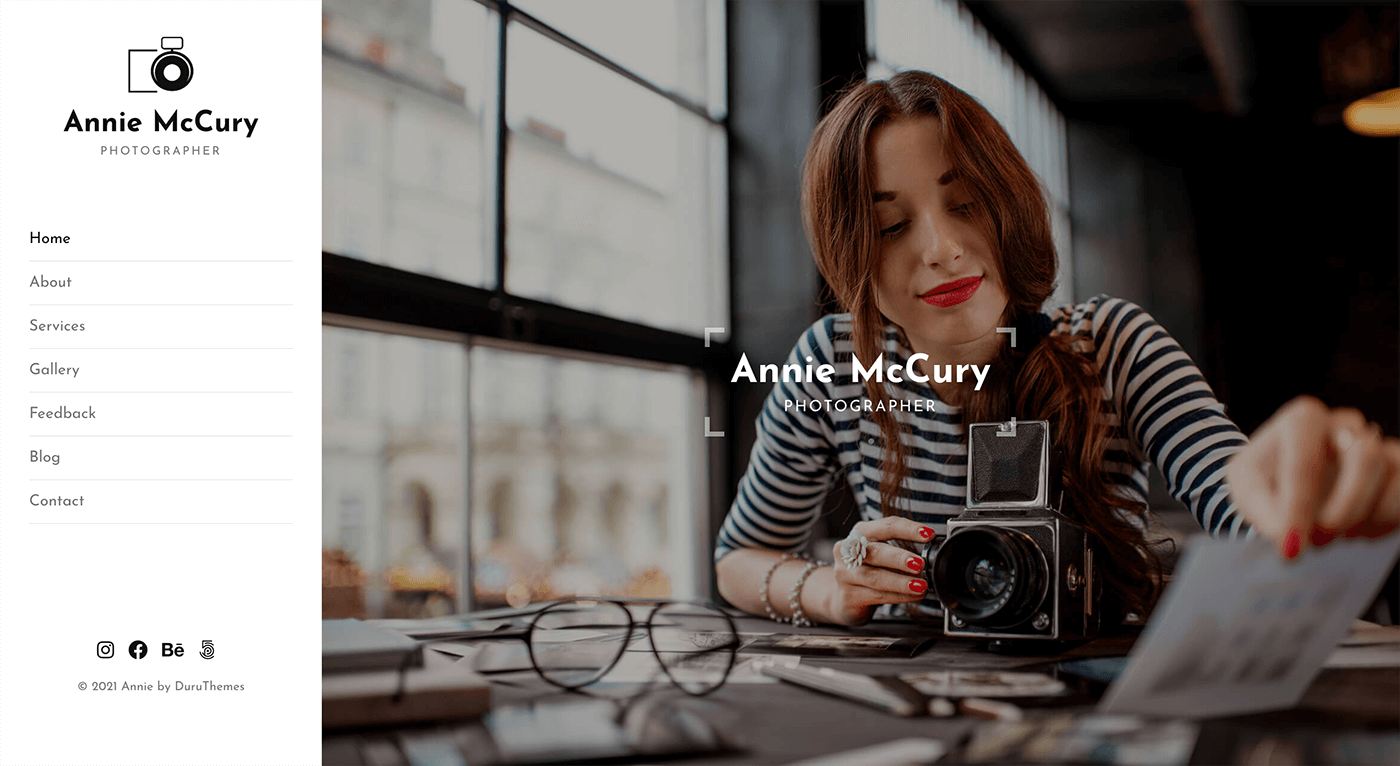 Annie McCury
PHOTOGRAPHER
Home
About
Services
Gallery
Feedback
Blog
Contact
Bē
© 2021 Annie by DuruThemes
Annie McCury
PHOTOGRAPHER